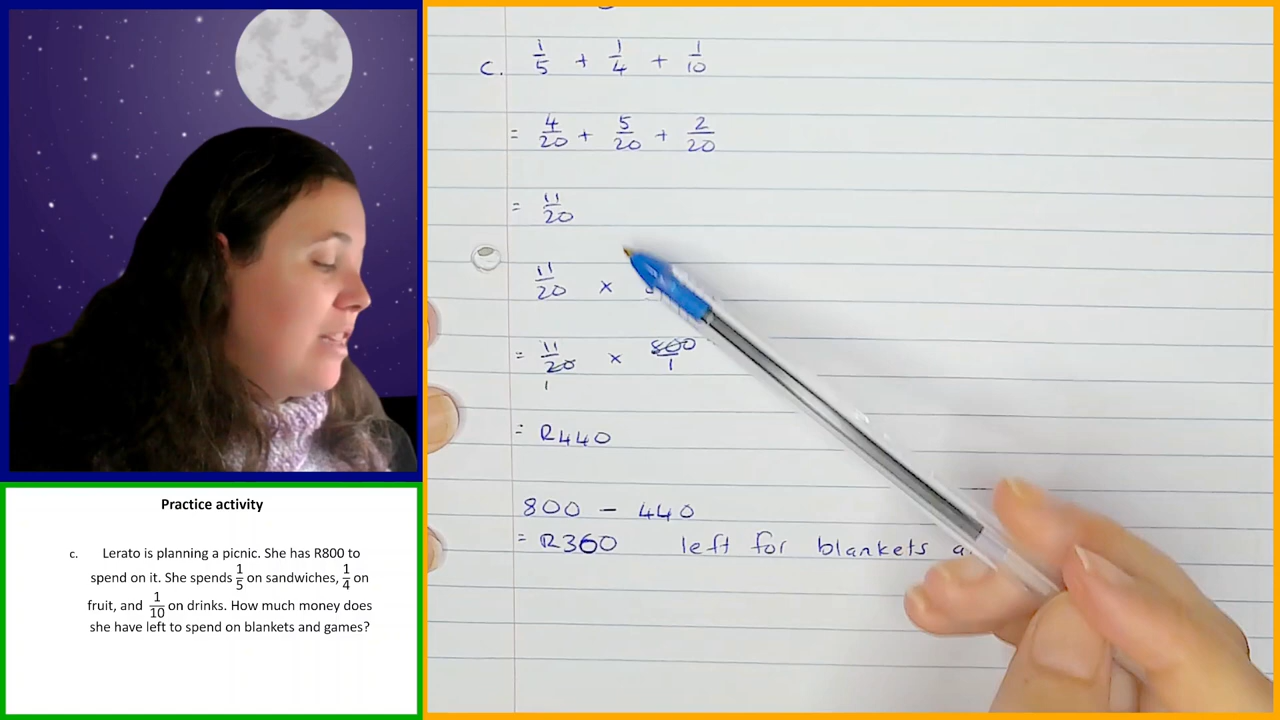 Practice activity
c. Lerato is planning a picnic. She has R800 to
spend on it. She spends 1/5 on sandwiches, 1/4 on
fruit, and 1/10 on drinks. How much money does
she have left to spend on blankets and games?
c. 1/5 + 1/4 + 1/10
= 4/20 + 5/20 + 2/20
= 11/20
11/20 ×
= 11/20 × 800/1
1
= R440
800 - 440
= R360 left for blankets